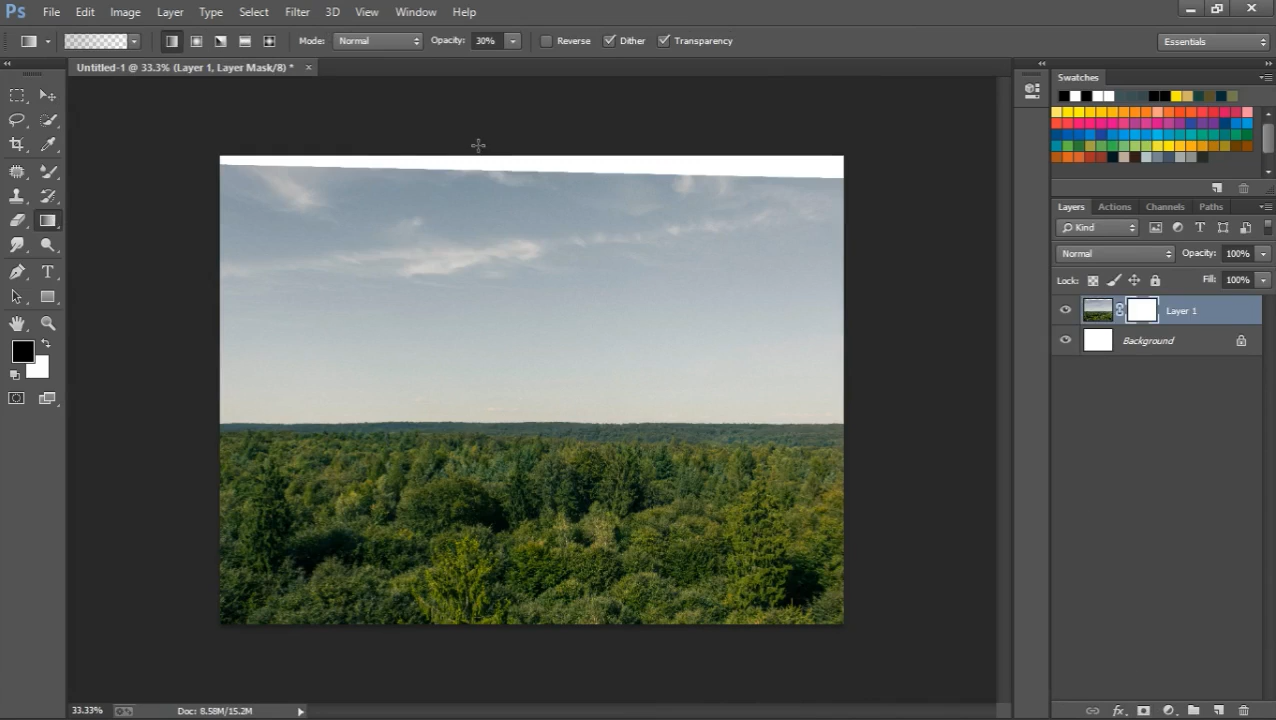 Ps File Edit Image Layer Type Select Filter 3D View Window Help
Mode: Normal Opacity: 30% Reverse Dither Transparency Essentials
Untitled-1 @ 33.3% (Layer 1, Layer Mask/8) * ×
Swatches
Layers Actions Channels Paths
Kind
Normal Opacity: 100%
Lock: Fill: 100%
Layer 1
Background
33.33% Doc: 8.58M/15.2M